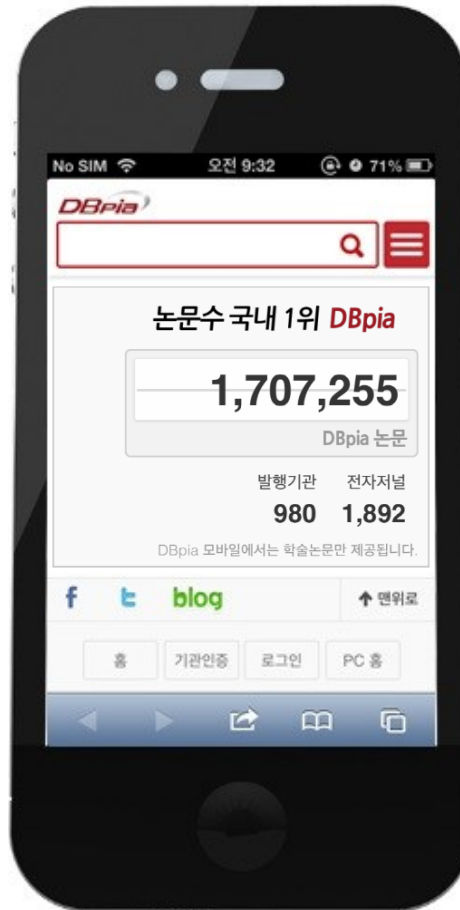 No SIM 오전 9:32 71%
DBpia
논문수 국내 1위 DBpia
1,707,255
DBpia 논문
발행기관 전자저널
980 1,892
DBpia 모바일에서는 학술논문만 제공됩니다.
f t blog 맨위로
홈 기관인증 로그인 PC 홈